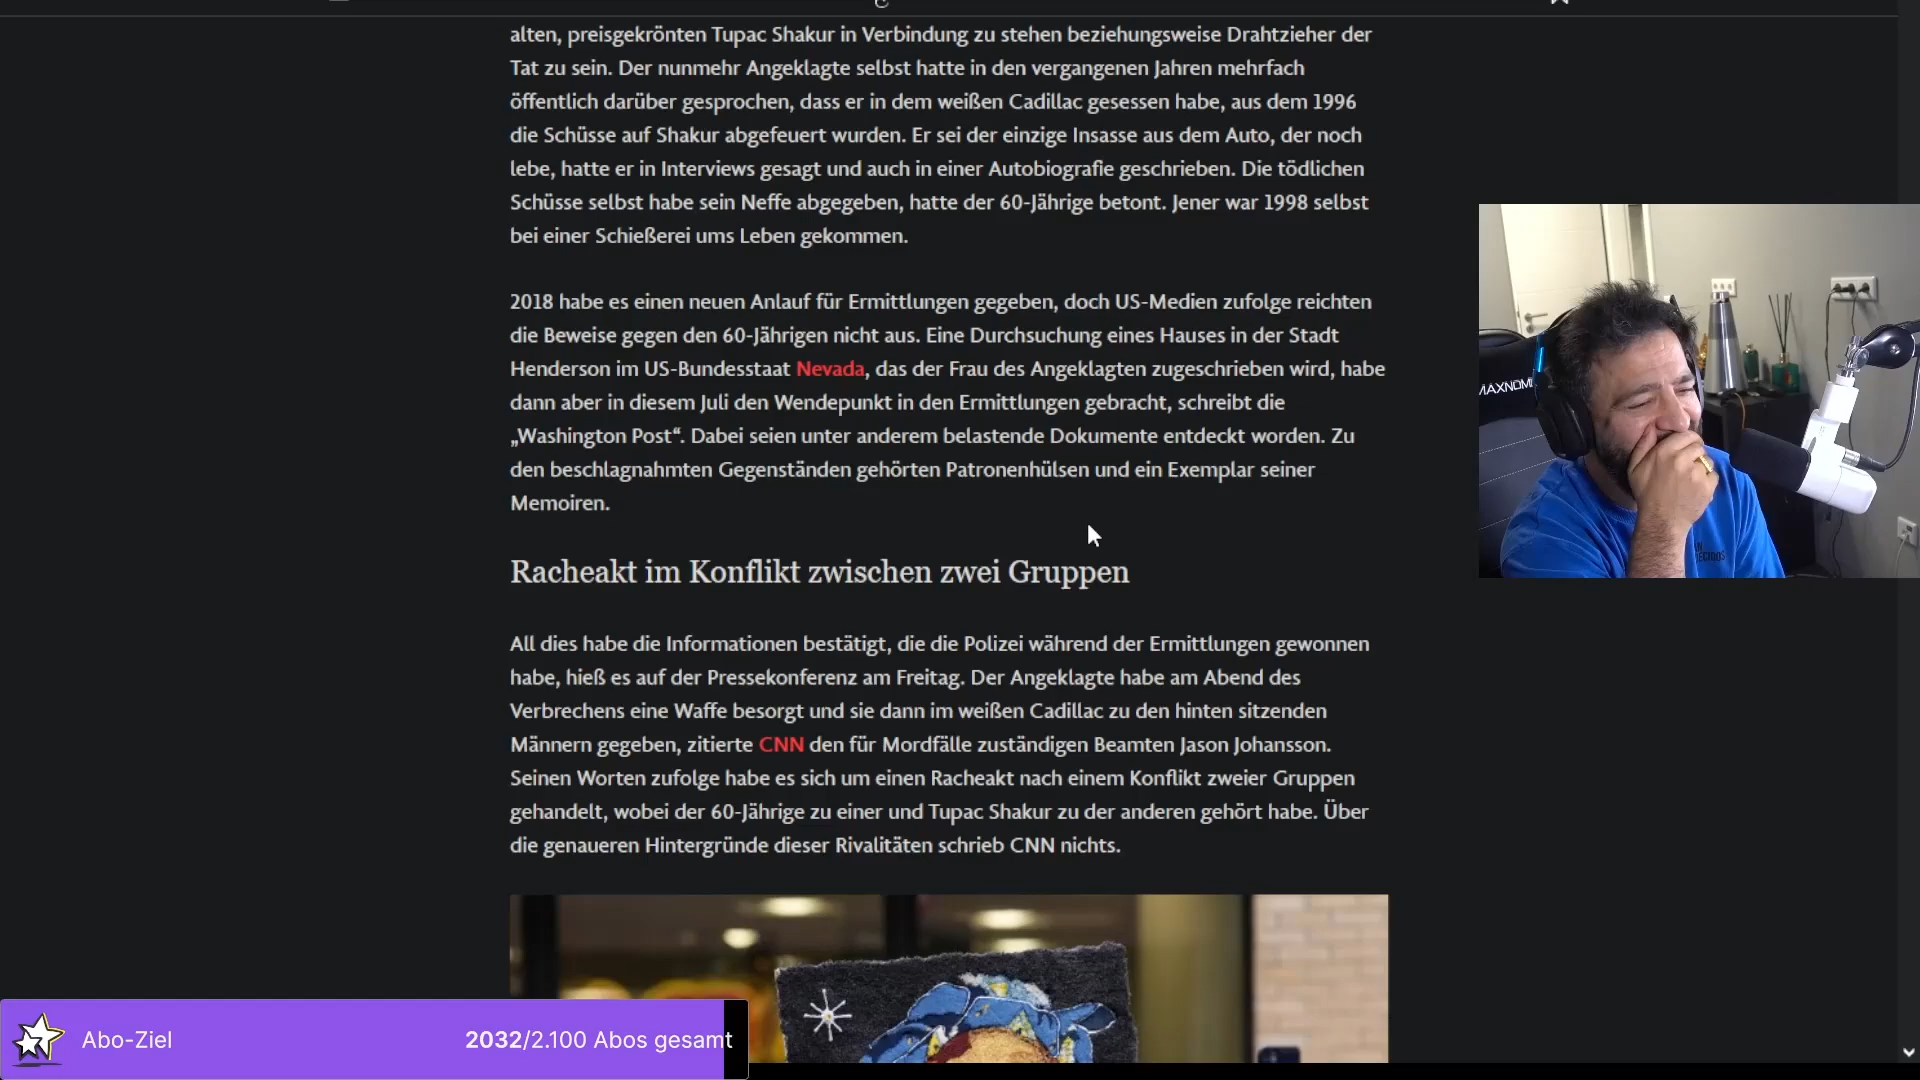 alten, preisgekrönten Tupac Shakur in Verbindung zu stehen beziehungsweise Drahtzieher der
Tat zu sein. Der nunmehr Angeklagte selbst hatte in den vergangenen Jahren mehrfach
öffentlich darüber gesprochen, dass er in dem weißen Cadillac gesessen habe, aus dem 1996
die Schüsse auf Shakur abgefeuert wurden. Er sei der einzige Insasse aus dem Auto, der noch
lebe, hatte er in Interviews gesagt und auch in einer Autobiografie geschrieben. Die tödlichen
Schüsse selbst habe sein Neffe abgegeben, hatte der 60-Jährige betont. Jener war 1998 selbst
bei einer Schießerei ums Leben gekommen.
2018 habe es einen neuen Anlauf für Ermittlungen gegeben, doch US-Medien zufolge reichten
die Beweise gegen den 60-Jährigen nicht aus. Eine Durchsuchung eines Hauses in der Stadt
Henderson im US-Bundesstaat Nevada, das der Frau des Angeklagten zugeschrieben wird, habe
dann aber in diesem Juli den Wendepunkt in den Ermittlungen gebracht, schreibt die
„Washington Post“. Dabei seien unter anderem belastende Dokumente entdeckt worden. Zu
den beschlagnahmten Gegenständen gehörten Patronenhülsen und ein Exemplar seiner
Memoiren.
Racheakt im Konflikt zwischen zwei Gruppen
All dies habe die Informationen bestätigt, die die Polizei während der Ermittlungen gewonnen
habe, hieß es auf der Pressekonferenz am Freitag. Der Angeklagte habe am Abend des
Verbrechens eine Waffe besorgt und sie dann im weißen Cadillac zu den hinten sitzenden
Männern gegeben, zitierte CNN den für Mordfälle zuständigen Beamten Jason Johansson.
Seinen Worten zufolge habe es sich um einen Racheakt nach einem Konflikt zweier Gruppen
gehandelt, wobei der 60-Jährige zu einer und Tupac Shakur zu der anderen gehört habe. Über
die genaueren Hintergründe dieser Rivalitäten schrieb CNN nichts.
Abo-Ziel 2032/2.100 Abos gesamt